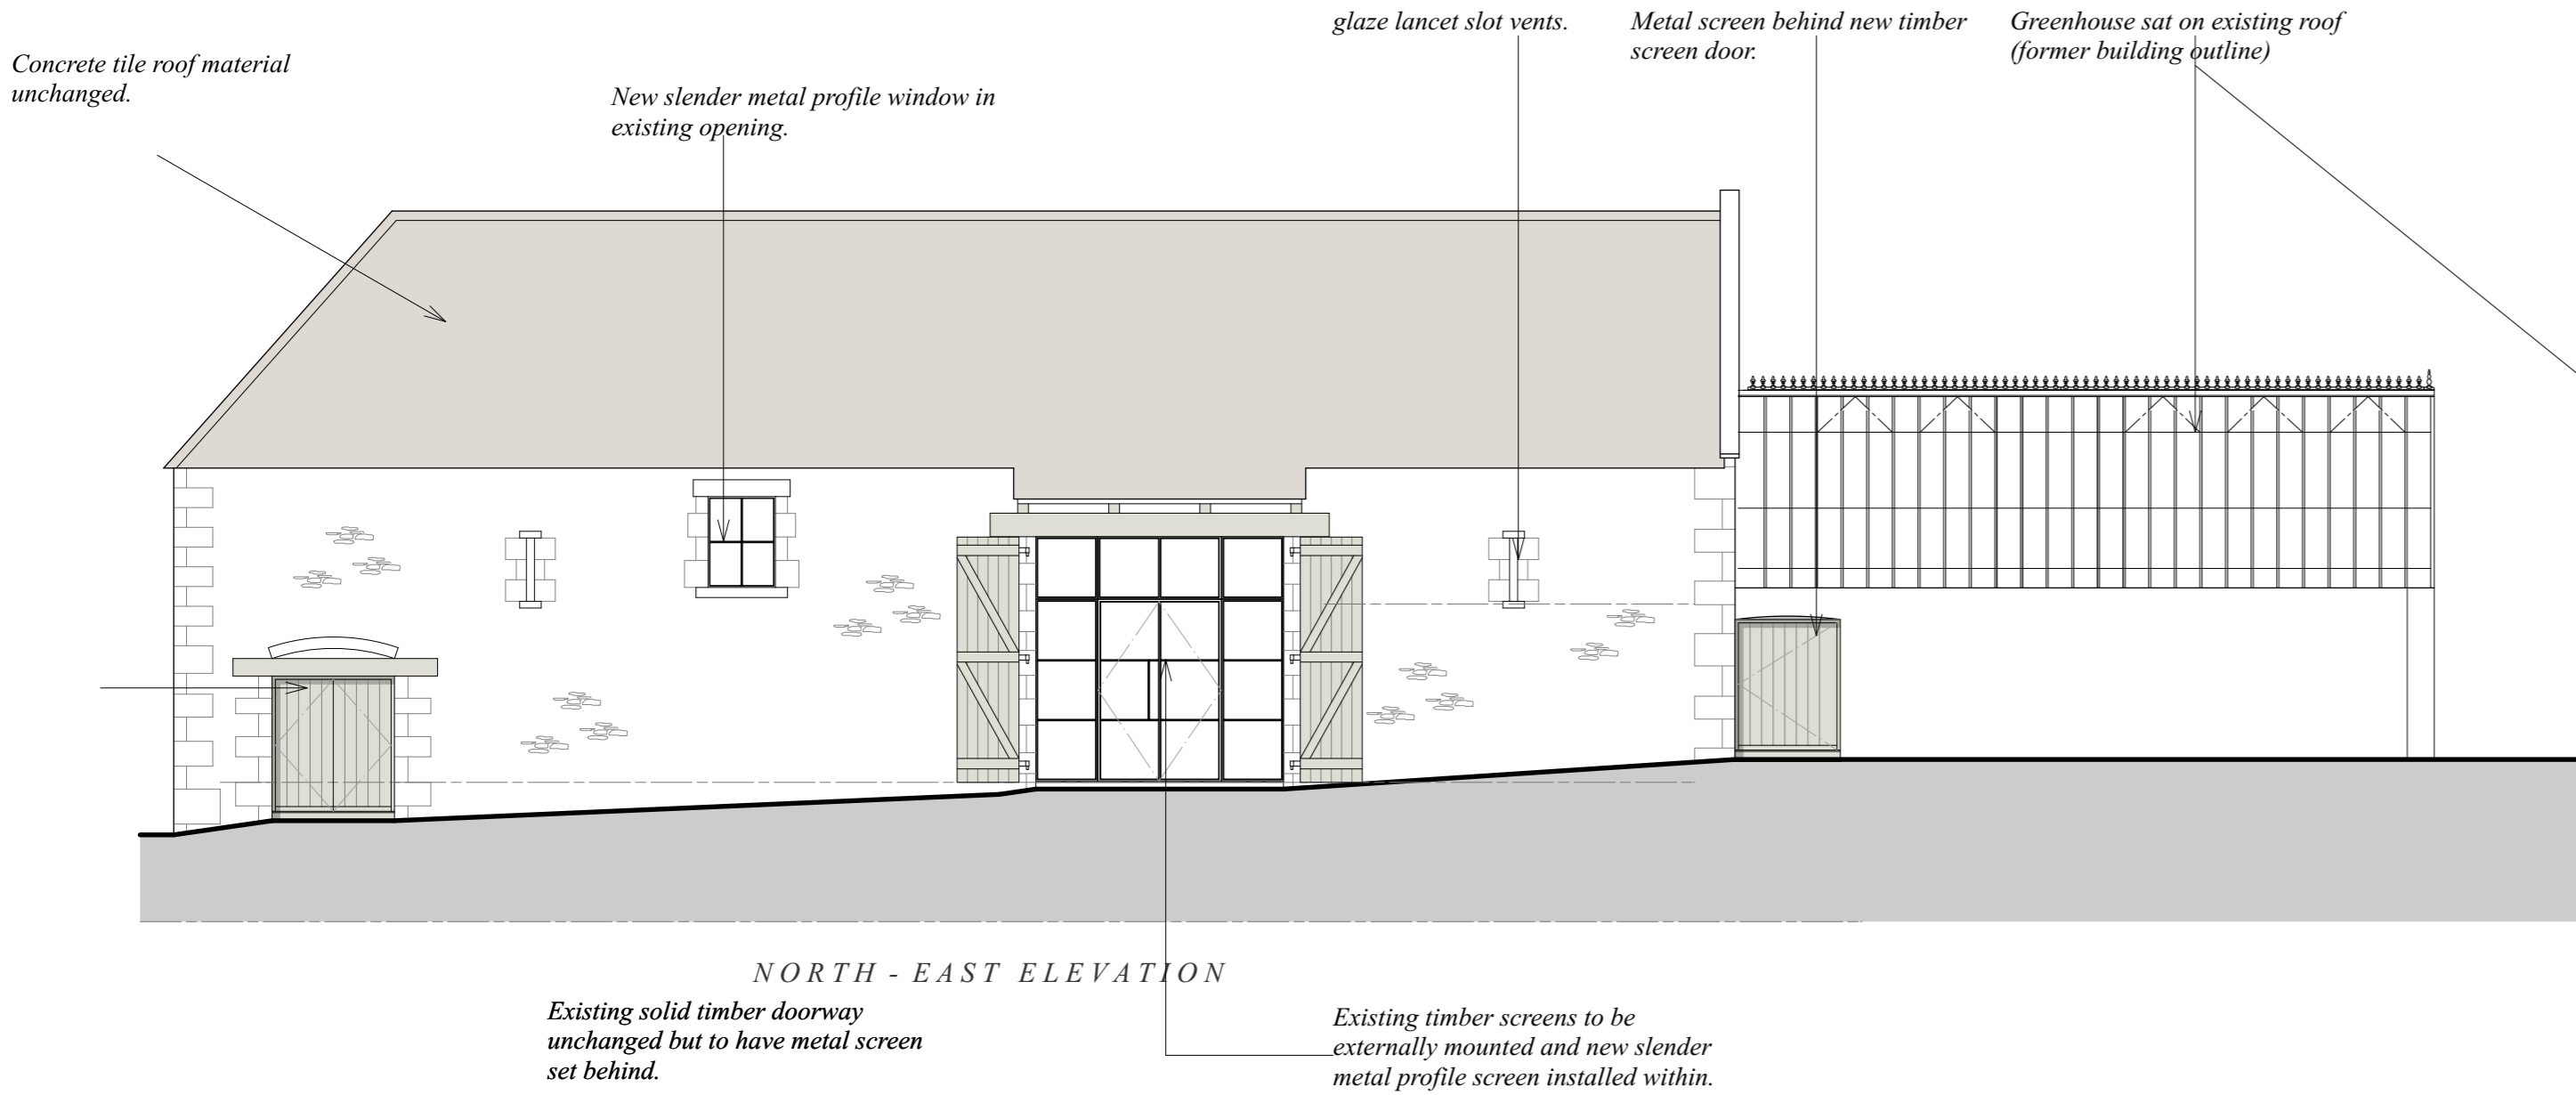 glaze lancet slot vents.
Metal screen behind new timber
screen door.
Greenhouse sat on existing roof
(former building outline)
Concrete tile roof material
unchanged.
New slender metal profile window in
existing opening.
NORTH - EAST ELEVATION
Existing solid timber doorway
unchanged but to have metal screen
set behind.
Existing timber screens to be
externally mounted and new slender
metal profile screen installed within.